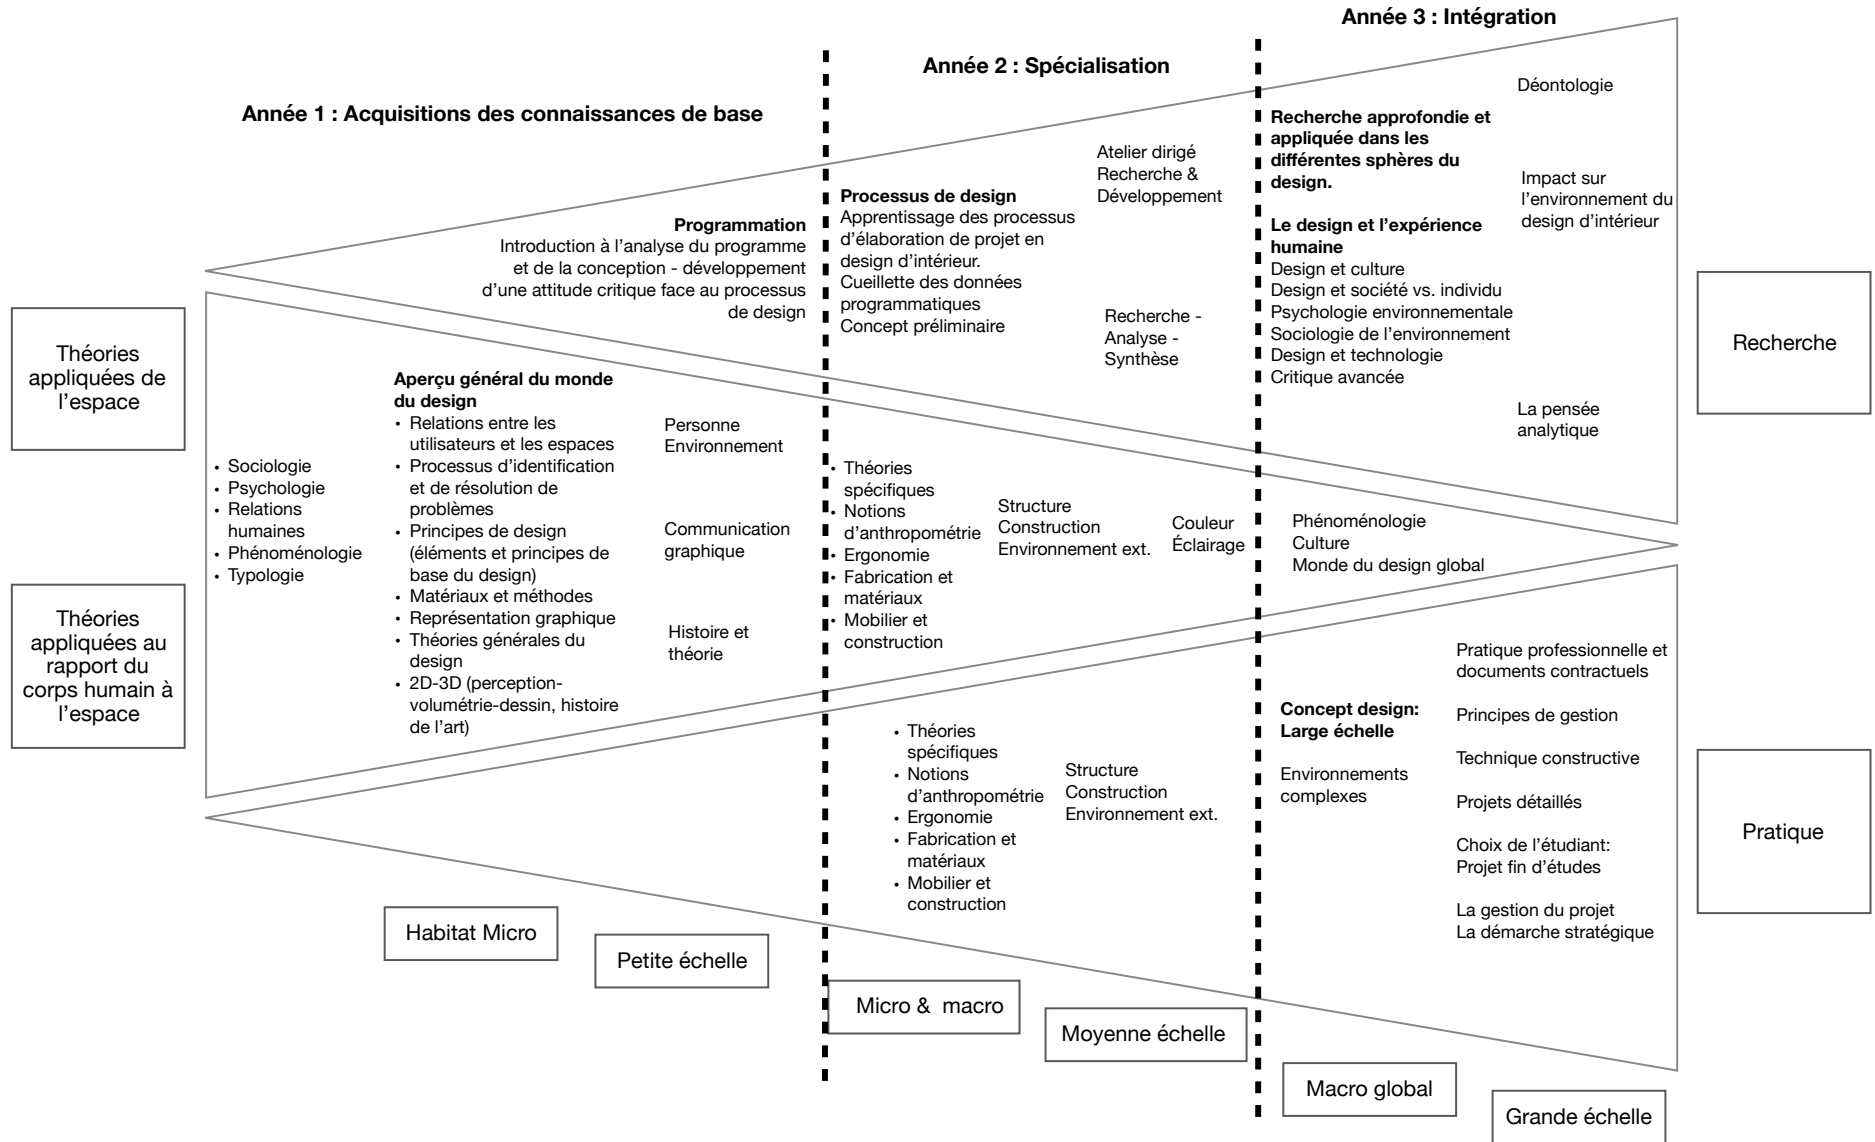 Année 3 : Intégration
Année 2 : Spécialisation
Année 1 : Acquisitions des connaissances de base
Théories
appliquées de
l’espace
Théories
appliquées au
rapport du
corps humain à
l’espace
Programmation
Introduction à l’analyse du programme
et de la conception - développement
d’une attitude critique face au processus
de design
• Sociologie
• Psychologie
• Relations
humaines
• Phénoménologie
• Typologie
Aperçu général du monde
du design
• Relations entre les
utilisateurs et les espaces
• Processus d’identification
et de résolution de
problèmes
• Principes de design
(éléments et principes de
base du design)
• Matériaux et méthodes
• Représentation graphique
• Théories générales du
design
• 2D-3D (perception-
volumétrie-dessin, histoire
de l’art)
Personne
Environnement
Communication
graphique
Histoire et
théorie
Habitat Micro
Petite échelle
Processus de design
Apprentissage des processus
d’élaboration de projet en
design d’intérieur.
Cueillette des données
programmatiques
Concept préliminaire
Atelier dirigé
Recherche &
Développement
Recherche -
Analyse -
Synthèse
• Théories
spécifiques
• Notions
d’anthropométrie
• Ergonomie
• Fabrication et
matériaux
• Mobilier et
construction
Structure
Construction
Environnement ext.
Couleur
Éclairage
• Théories
spécifiques
• Notions
d’anthropométrie
• Ergonomie
• Fabrication et
matériaux
• Mobilier et
construction
Structure
Construction
Environnement ext.
Micro & macro
Moyenne échelle
Recherche approfondie et
appliquée dans les
différentes sphères du
design.
Le design et l’expérience
humaine
Design et culture
Design et société vs. individu
Psychologie environnementale
Sociologie de l’environnement
Design et technologie
Critique avancée
Déontologie
Impact sur
l’environnement du
design d’intérieur
La pensée
analytique
Phénoménologie
Culture
Monde du design global
Concept design:
Large échelle
Environnements
complexes
Pratique professionnelle et
documents contractuels
Principes de gestion
Technique constructive
Projets détaillés
Choix de l’étudiant:
Projet fin d’études
La gestion du projet
La démarche stratégique
Macro global
Grande échelle
Recherche
Pratique